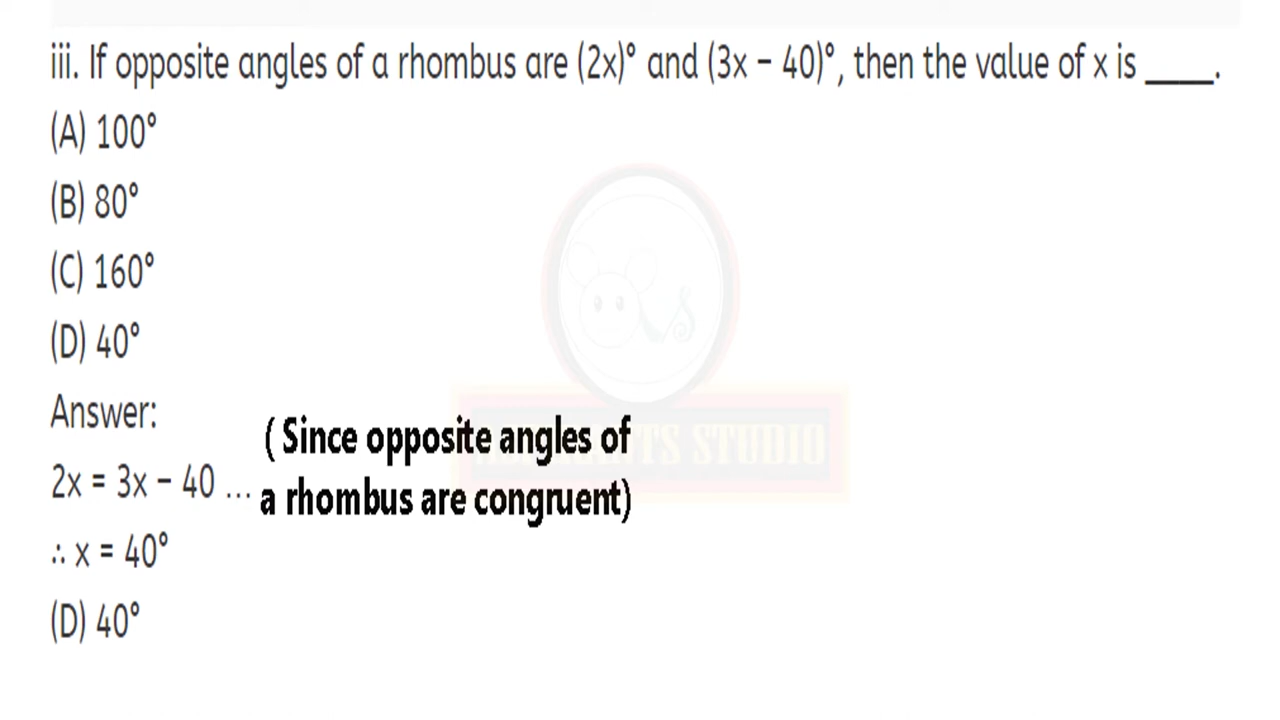 iii. If opposite angles of a rhombus are (2x)° and (3x − 40)°, then the value of x is ____.
(A) 100°
(B) 80°
(C) 160°
(D) 40°
Answer:
( Since opposite angles of
2x = 3x − 40 … a rhombus are congruent)
∴ x = 40°
(D) 40°
STUDIO